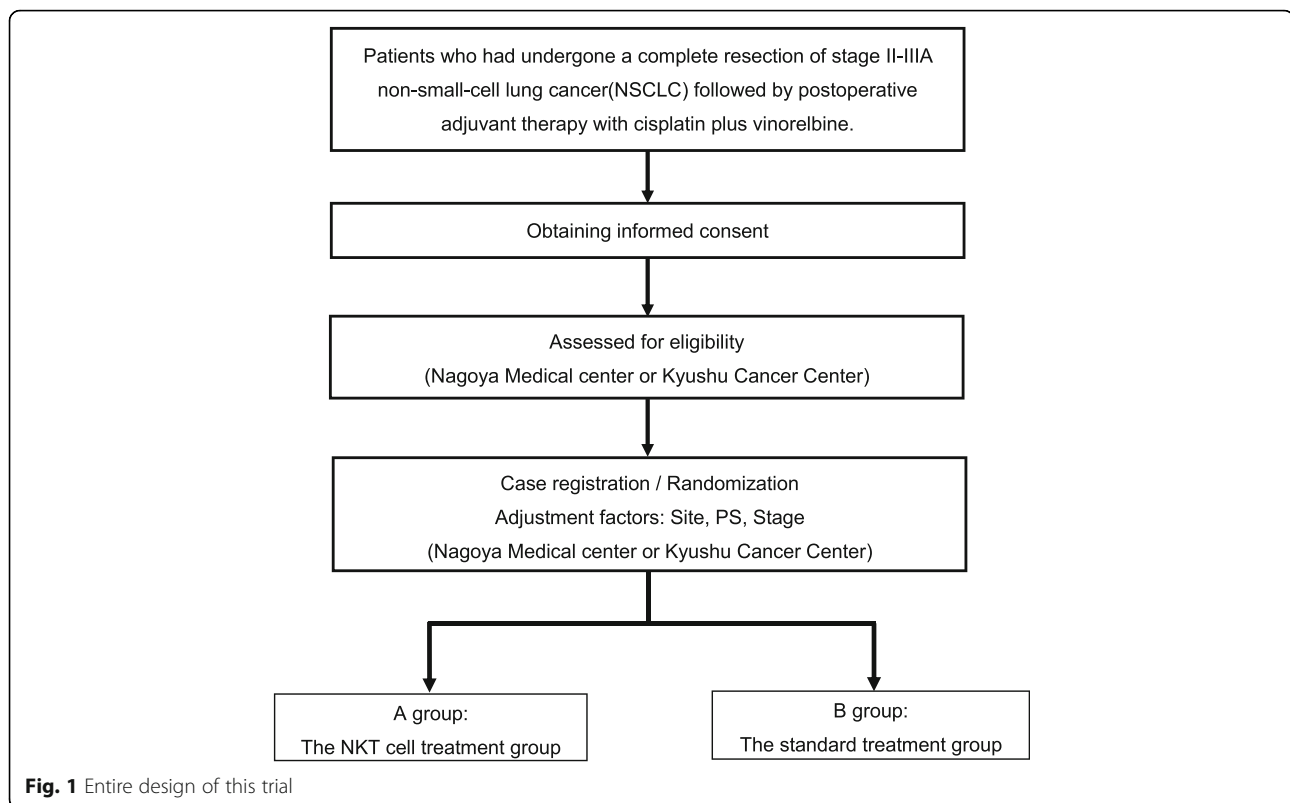 Patients who had undergone a complete resection of stage II-IIIA
non-small-cell lung cancer(NSCLC) followed by postoperative
adjuvant therapy with cisplatin plus vinorelbine.
Obtaining informed consent
Assessed for eligibility
(Nagoya Medical center or Kyushu Cancer Center)
Case registration / Randomization
Adjustment factors: Site, PS, Stage
(Nagoya Medical center or Kyushu Cancer Center)
A group:
The NKT cell treatment group
B group:
The standard treatment group
Fig. 1 Entire design of this trial